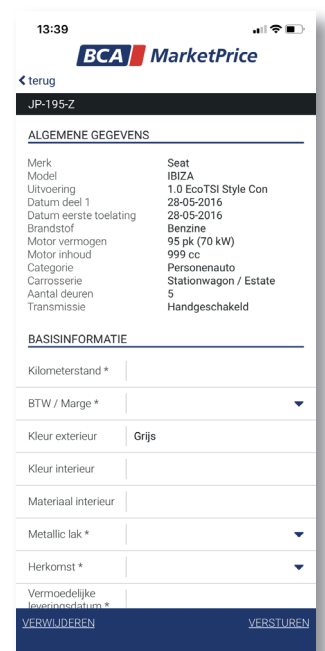 13:39
BCA MarketPrice
terug
JP-195-Z
ALGEMENE GEGEVENS
Merk Seat
Model IBIZA
Uitvoering 1.0 EcoTSI Style Con
Datum deel 1 28-05-2016
Datum eerste toelating 28-05-2016
Brandstof Benzine
Motor vermogen 95 pk (70 kW)
Motor inhoud 999 cc
Categorie Personenauto
Carrosserie Stationwagon / Estate
Aantal deuren 5
Transmissie Handgeschakeld
BASISINFORMATIE
Kilometerstand *
BTW / Marge *
Kleur exterieur Grijs
Kleur interieur
Materiaal interieur
Metallic lak *
Herkomst *
Vermoedelijke
leveringsdatum *
VERWIJDEREN VERSTUREN